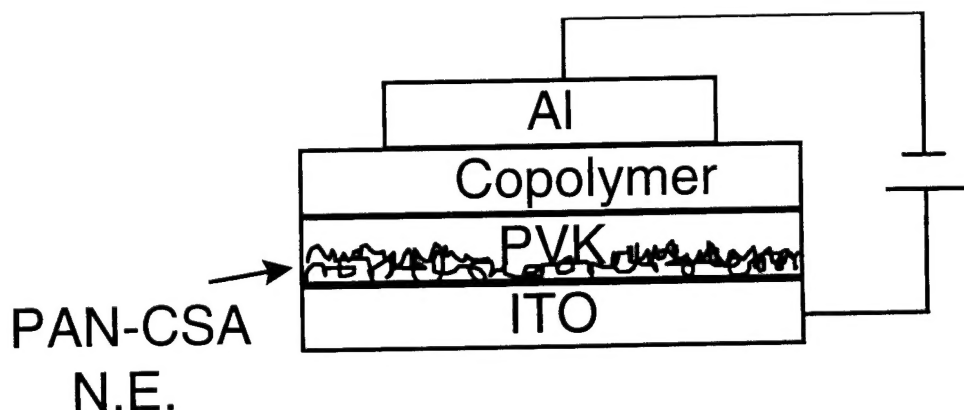 Al
Copolymer
PVK
ITO
PAN-CSA
N.E.